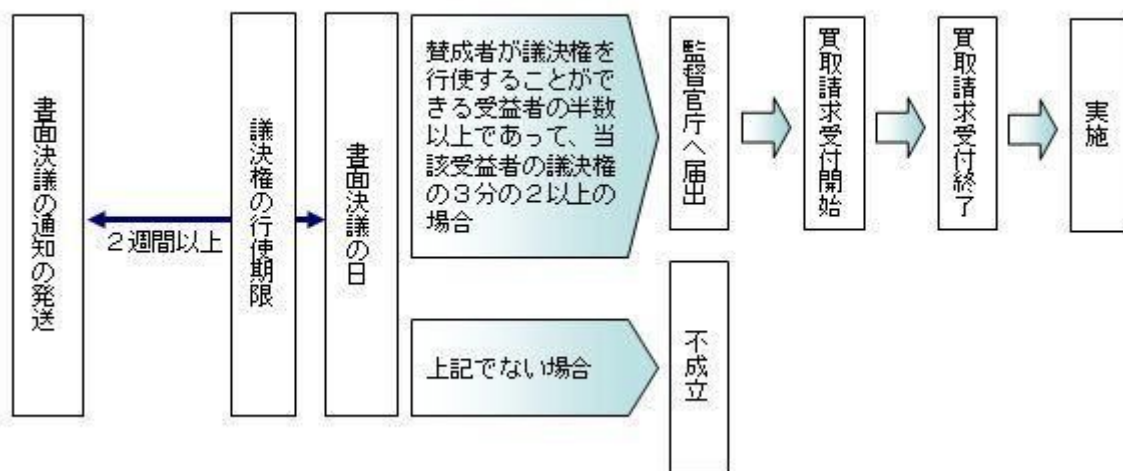 書面決議の通知の発送
２週間以上
議決権の行使期限
書面決議の日
賛成者が議決権を
行使することがで
きる受益者の半数
以上であって、当
該受益者の議決権
の３分の２以上の
場合
監督官庁へ届出
買取請求受付開始
買取請求受付終了
実施
上記でない場合
不成立